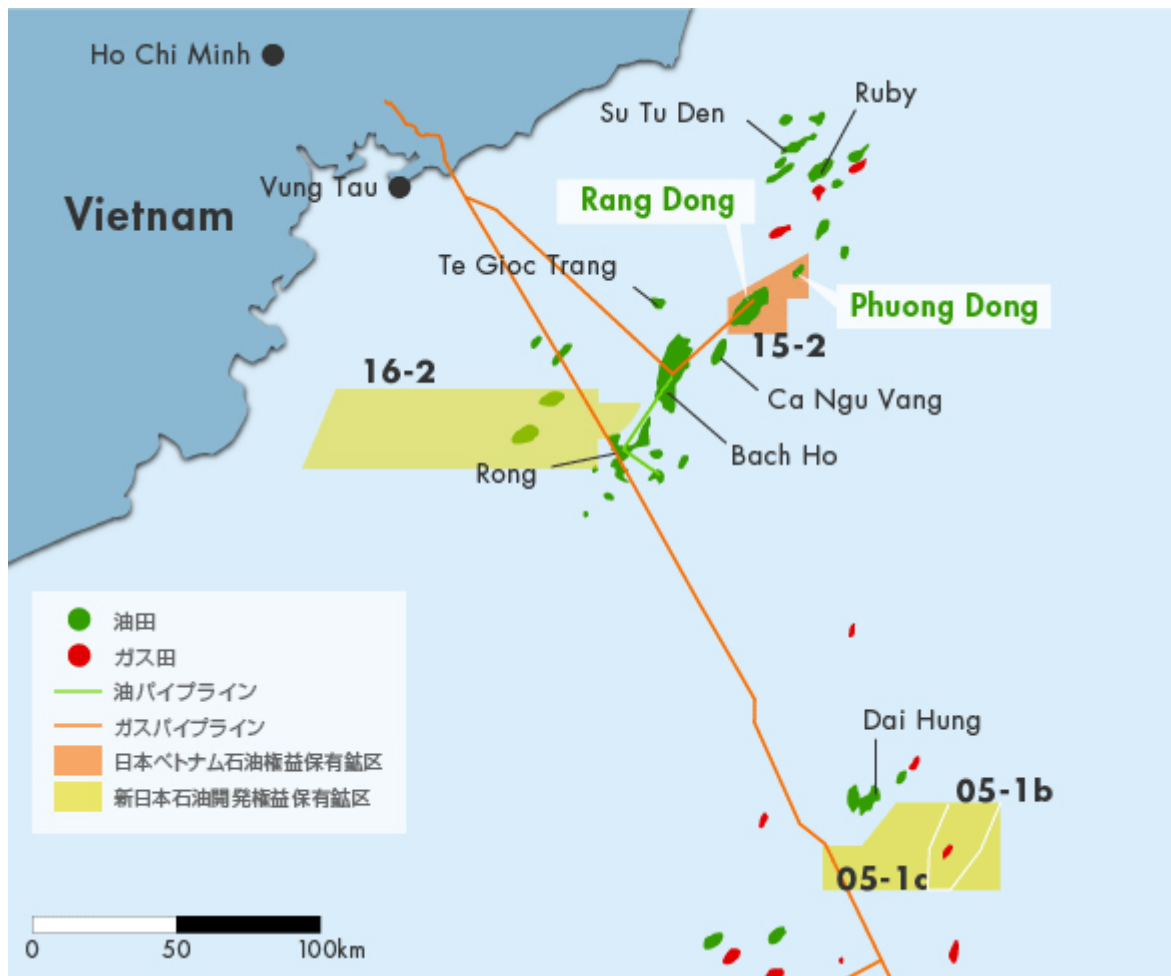 Ho Chi Minh
Su Tu Den
Ruby
Vung Tau
Vietnam
Rang Dong
Te Gioc Trang
Phuong Dong
15-2
16-2
Ca Ngu Vang
Bach Ho
Rong
油田
ガス田
油パイプライン
ガスパイプライン
日本ベトナム石油権益保有鉱区
新日本石油開発権益保有鉱区
Dai Hung
05-1b
05-1c
0 50 100km